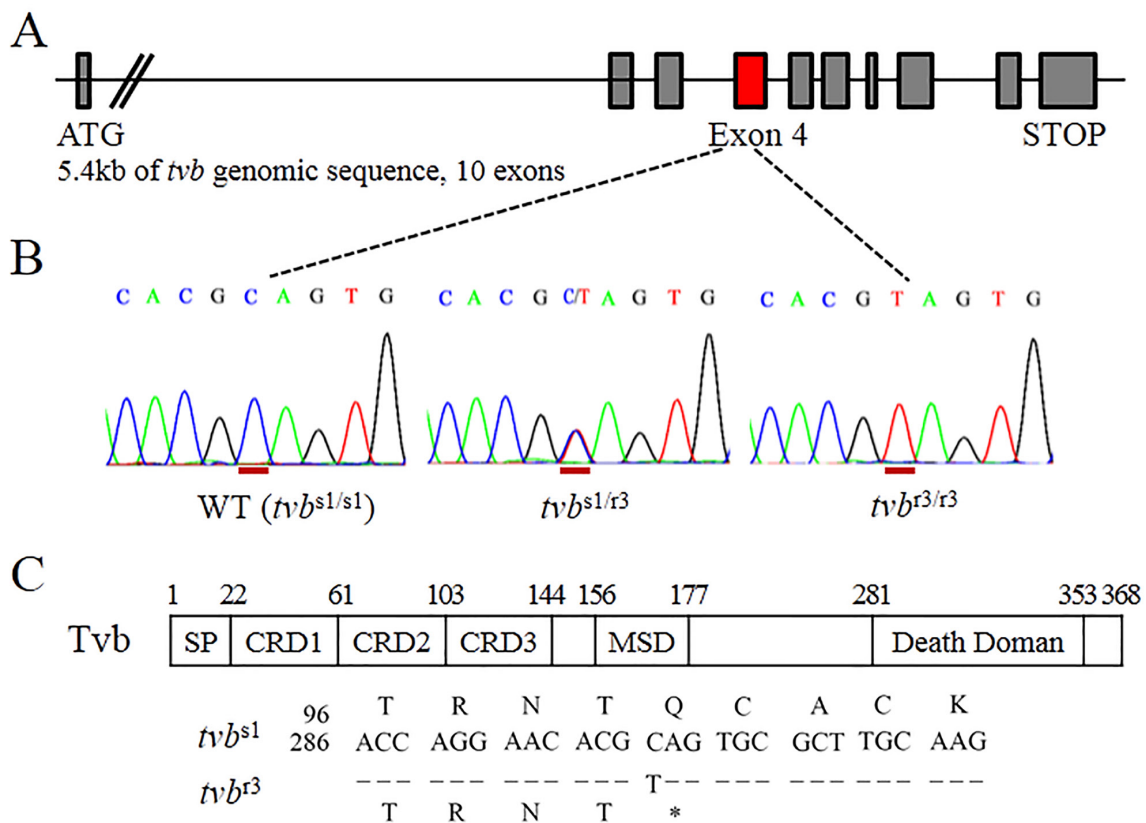 A
ATG Exon 4 STOP
5.4kb of tvb genomic sequence, 10 exons
B
C A C G C A G T G C A C G C/T A G T G C A C G T A G T G
WT (tvbs1/s1) tvbs1/r3 tvbr3/r3
C
1 22 61 103 144 156 177 281 353 368
Tvb SP CRD1 CRD2 CRD3 MSD Death Doman
96 T R N T Q C A C K
tvbs1 286 ACC AGG AAC ACG CAG TGC GCT TGC AAG
tvbr3 --- --- --- --- T-- --- --- --- ---
T R N T *